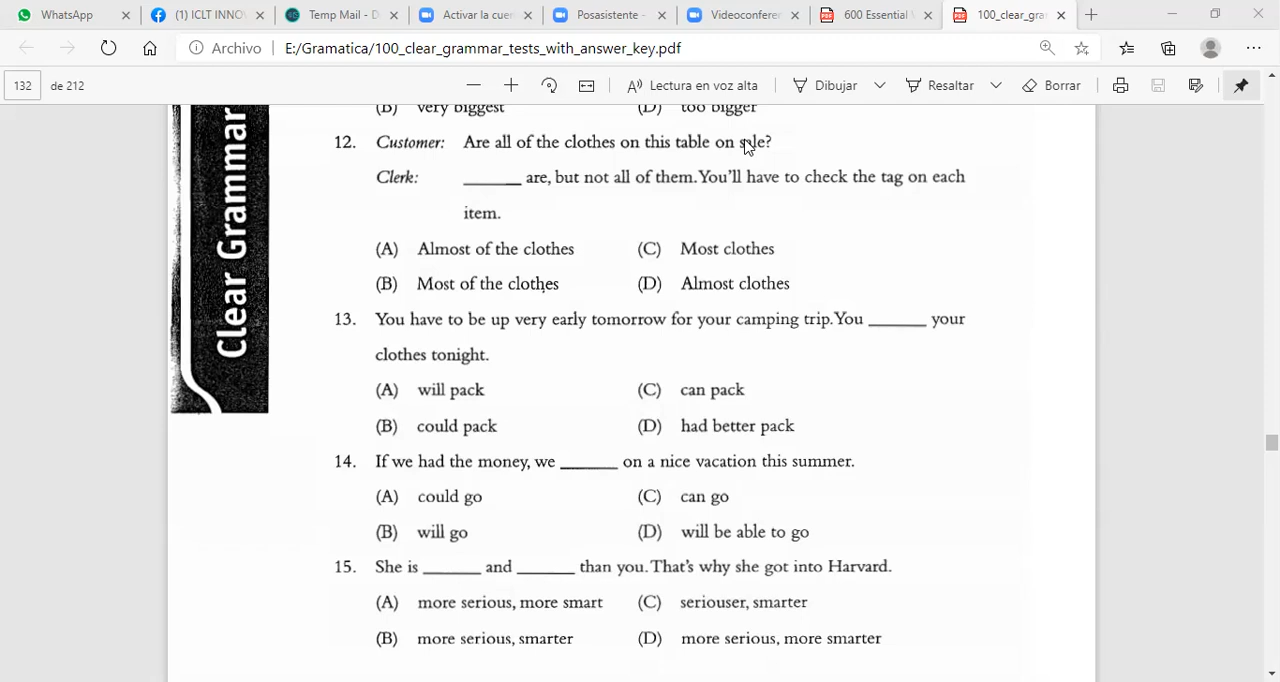 WhatsApp
(1) ICLT INNO
Temp Mail - D
Activar la cue
Posasistente -
Videoconfere
600 Essential
100_clear_gra
Archivo
E:/Gramatica/100_clear_grammar_tests_with_answer_key.pdf
132 de 212
Lectura en voz alta
Dibujar
Resaltar
Borrar
Clear Grammar
(B) very biggest (D) too bigger
12. Customer: Are all of the clothes on this table on sale?
Clerk: ______ are, but not all of them. You'll have to check the tag on each
item.
(A) Almost of the clothes (C) Most clothes
(B) Most of the clothes (D) Almost clothes
13. You have to be up very early tomorrow for your camping trip. You ______ your
clothes tonight.
(A) will pack (C) can pack
(B) could pack (D) had better pack
14. If we had the money, we ______ on a nice vacation this summer.
(A) could go (C) can go
(B) will go (D) will be able to go
15. She is ______ and ______ than you. That's why she got into Harvard.
(A) more serious, more smart (C) seriouser, smarter
(B) more serious, smarter (D) more serious, more smarter